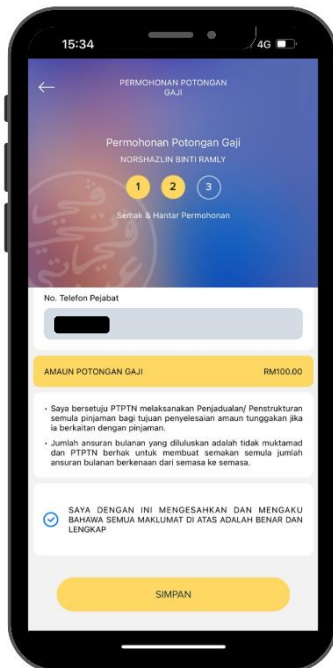 15:34
4G
PERMOHONAN POTONGAN
GAJI
Permohonan Potongan Gaji
NORSHAZLIN BINTI RAMLY
1 2 3
Semak & Hantar Permohonan
No. Telefon Pejabat
AMAUN POTONGAN GAJI RM100.00
- Saya bersetuju PTPTN melaksanakan Penjadualan/ Penstrukturan
semula pinjaman bagi tujuan penyelesaian amaun tunggakan jika
ia berkaitan dengan pinjaman.
- Jumlah ansuran bulanan yang diluluskan adalah tidak muktamad
dan PTPTN berhak untuk membuat semakan semula jumlah
ansuran bulanan berkenaan dari semasa ke semasa.
SAYA DENGAN INI MENGESAHKAN DAN MENGAKU
BAHAWA SEMUA MAKLUMAT DI ATAS ADALAH BENAR DAN
LENGKAP
SIMPAN